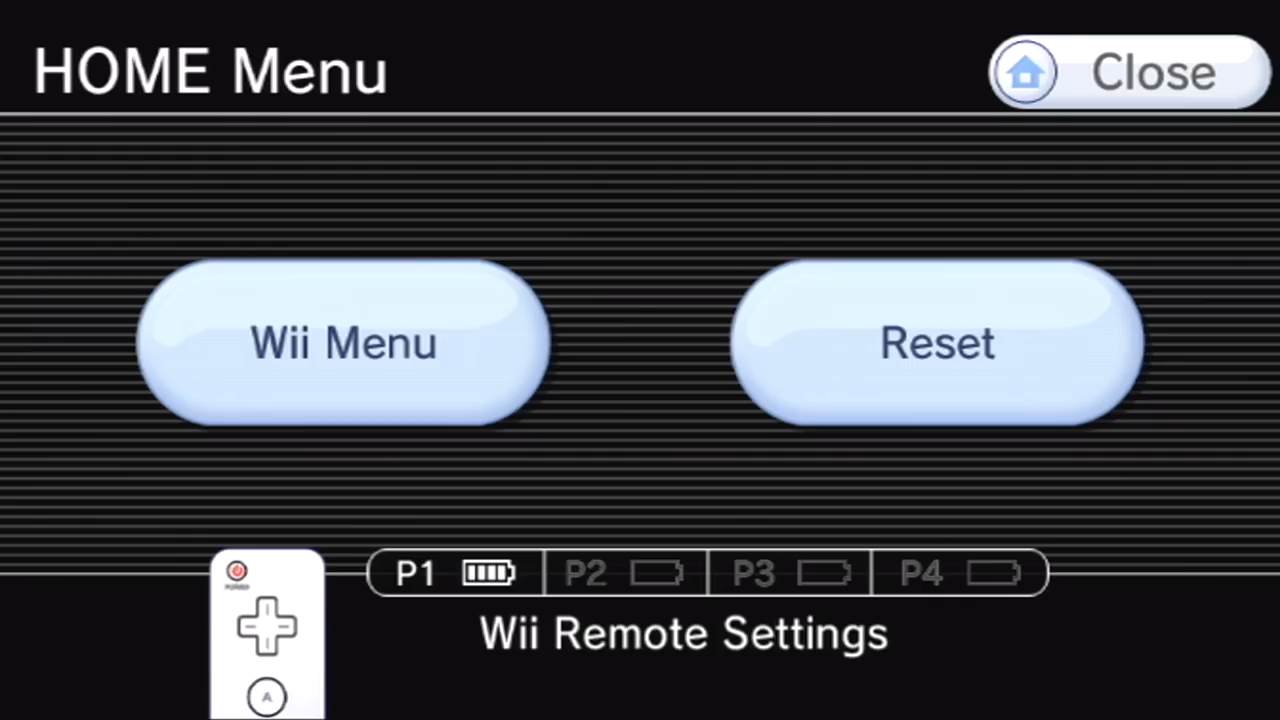 HOME Menu
Close
Wii Menu
Reset
P1 P2 P3 P4
Wii Remote Settings
A